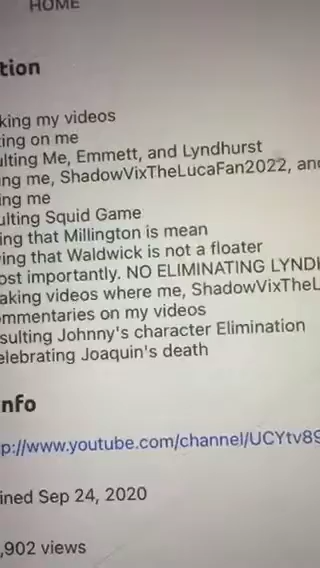 HOME
tion
king my videos
ting on me
ulting Me, Emmett, and Lyndhurst
ing me, ShadowVixTheLucaFan2022, and
ing me
ulting Squid Game
ing that Millington is mean
ing that Waldwick is not a floater
ost importantly. NO ELIMINATING LYNDH
aking videos where me, ShadowVixTheL
ommentaries on my videos
sulting Johnny's character Elimination
elebrating Joaquin's death
nfo
p://www.youtube.com/channel/UCYtv89
ined Sep 24, 2020
,902 views